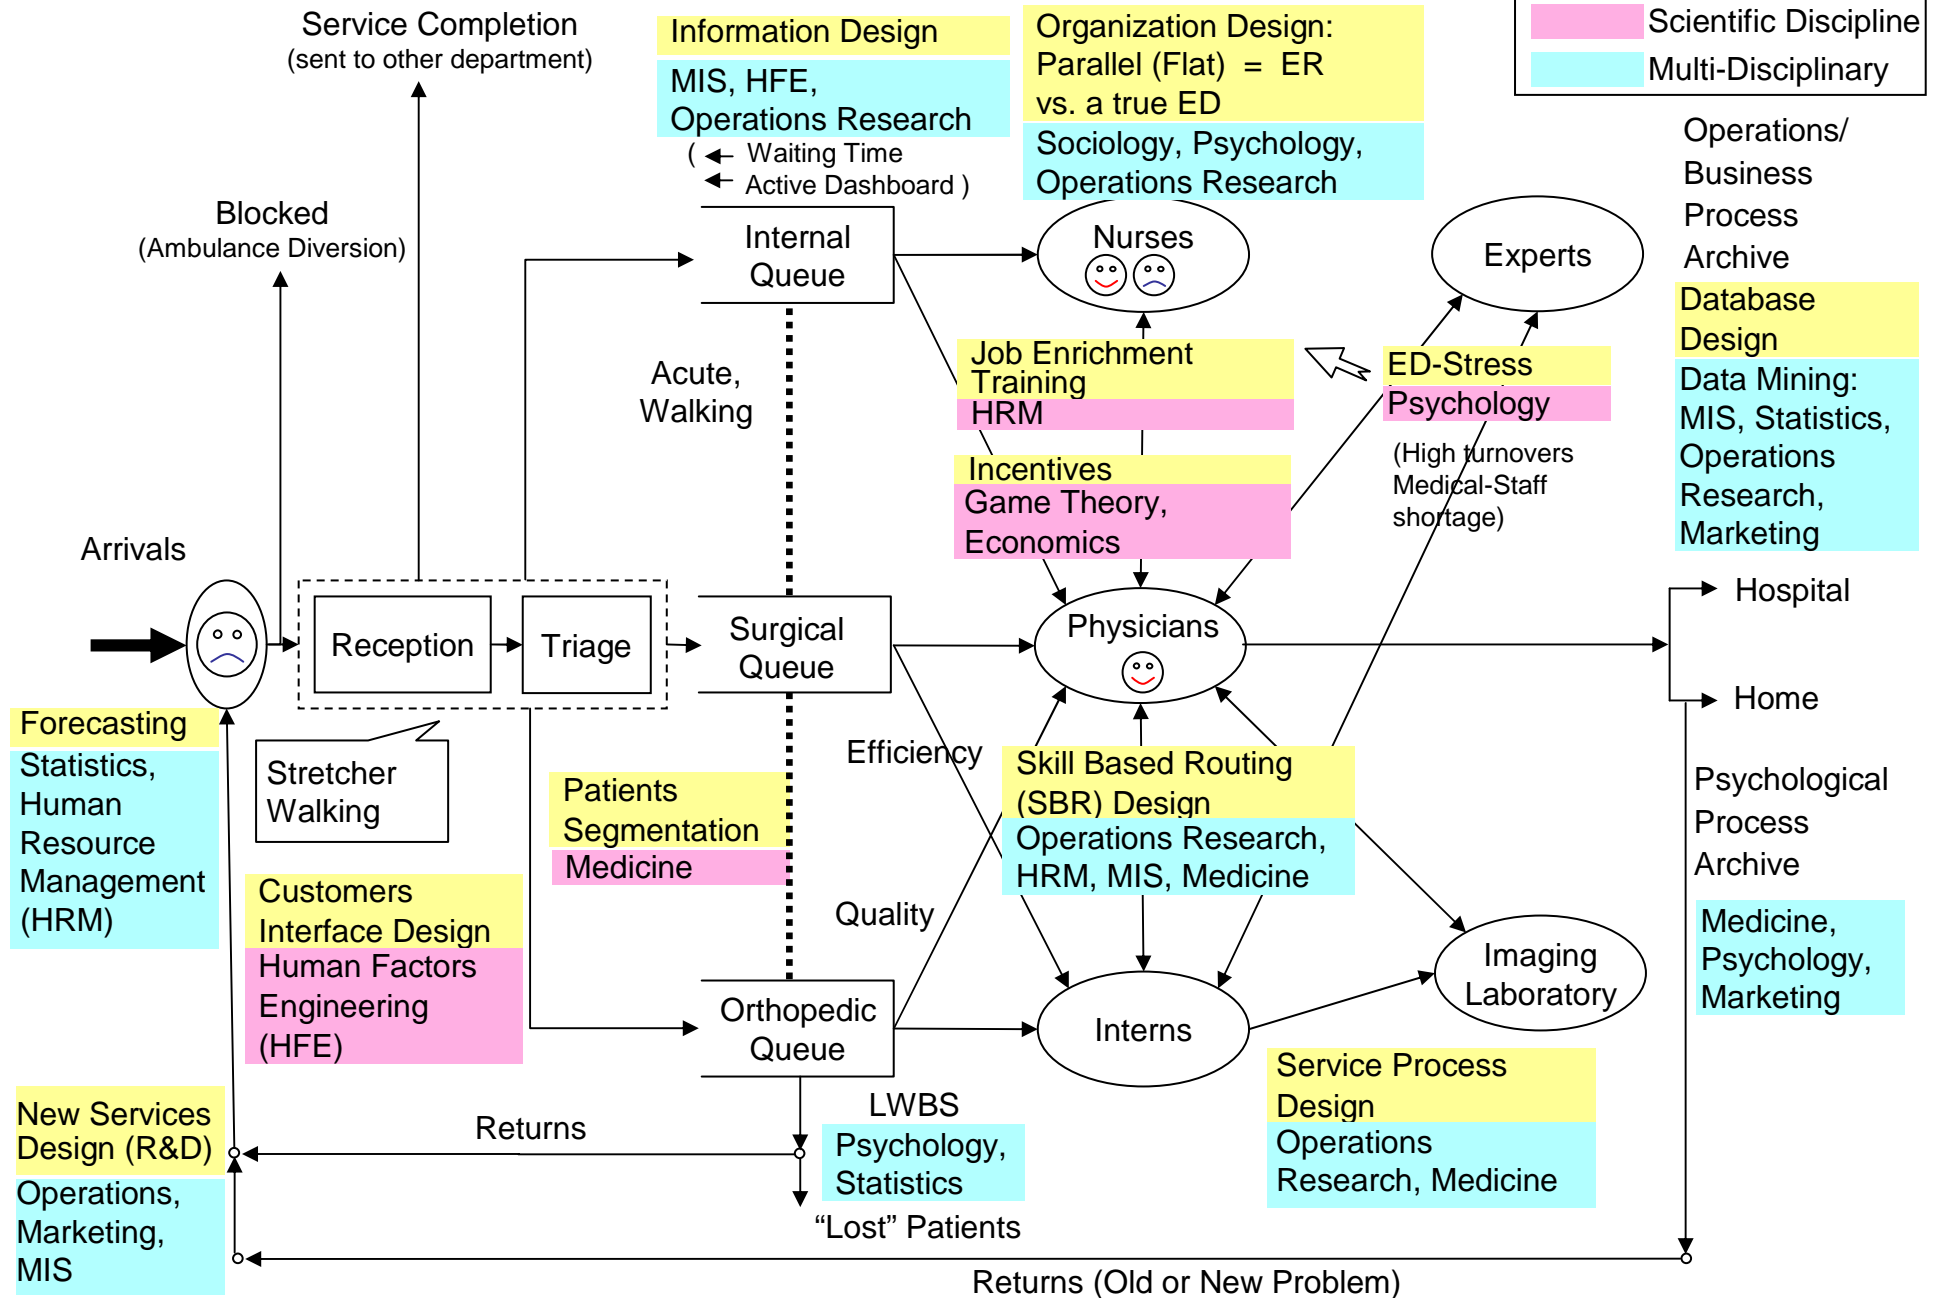 Service Completion
(sent to other department)
Information Design
MIS, HFE,
Operations Research
( Waiting Time
Active Dashboard )
Organization Design:
Parallel (Flat) = ER
vs. a true ED
Sociology, Psychology,
Operations Research
Scientific Discipline
Multi-Disciplinary
Operations/
Business
Process
Archive
Database
Design
Data Mining:
MIS, Statistics,
Operations
Research,
Marketing
Blocked
(Ambulance Diversion)
Internal
Queue
Nurses
Experts
Acute,
Walking
Job Enrichment
Training
HRM
ED-Stress
Psychology
(High turnovers
Medical-Staff
shortage)
Incentives
Game Theory,
Economics
Arrivals
Reception
Triage
Surgical
Queue
Physicians
Hospital
Home
Forecasting
Statistics,
Human
Resource
Management
(HRM)
Stretcher
Walking
Patients
Segmentation
Medicine
Efficiency
Quality
Skill Based Routing
(SBR) Design
Operations Research,
HRM, MIS, Medicine
Psychological
Process
Archive
Medicine,
Psychology,
Marketing
Customers
Interface Design
Human Factors
Engineering
(HFE)
Orthopedic
Queue
Interns
Imaging
Laboratory
Service Process
Design
Operations
Research, Medicine
New Services
Design (R&D)
Operations,
Marketing,
MIS
Returns
LWBS
Psychology,
Statistics
“Lost” Patients
Returns (Old or New Problem)